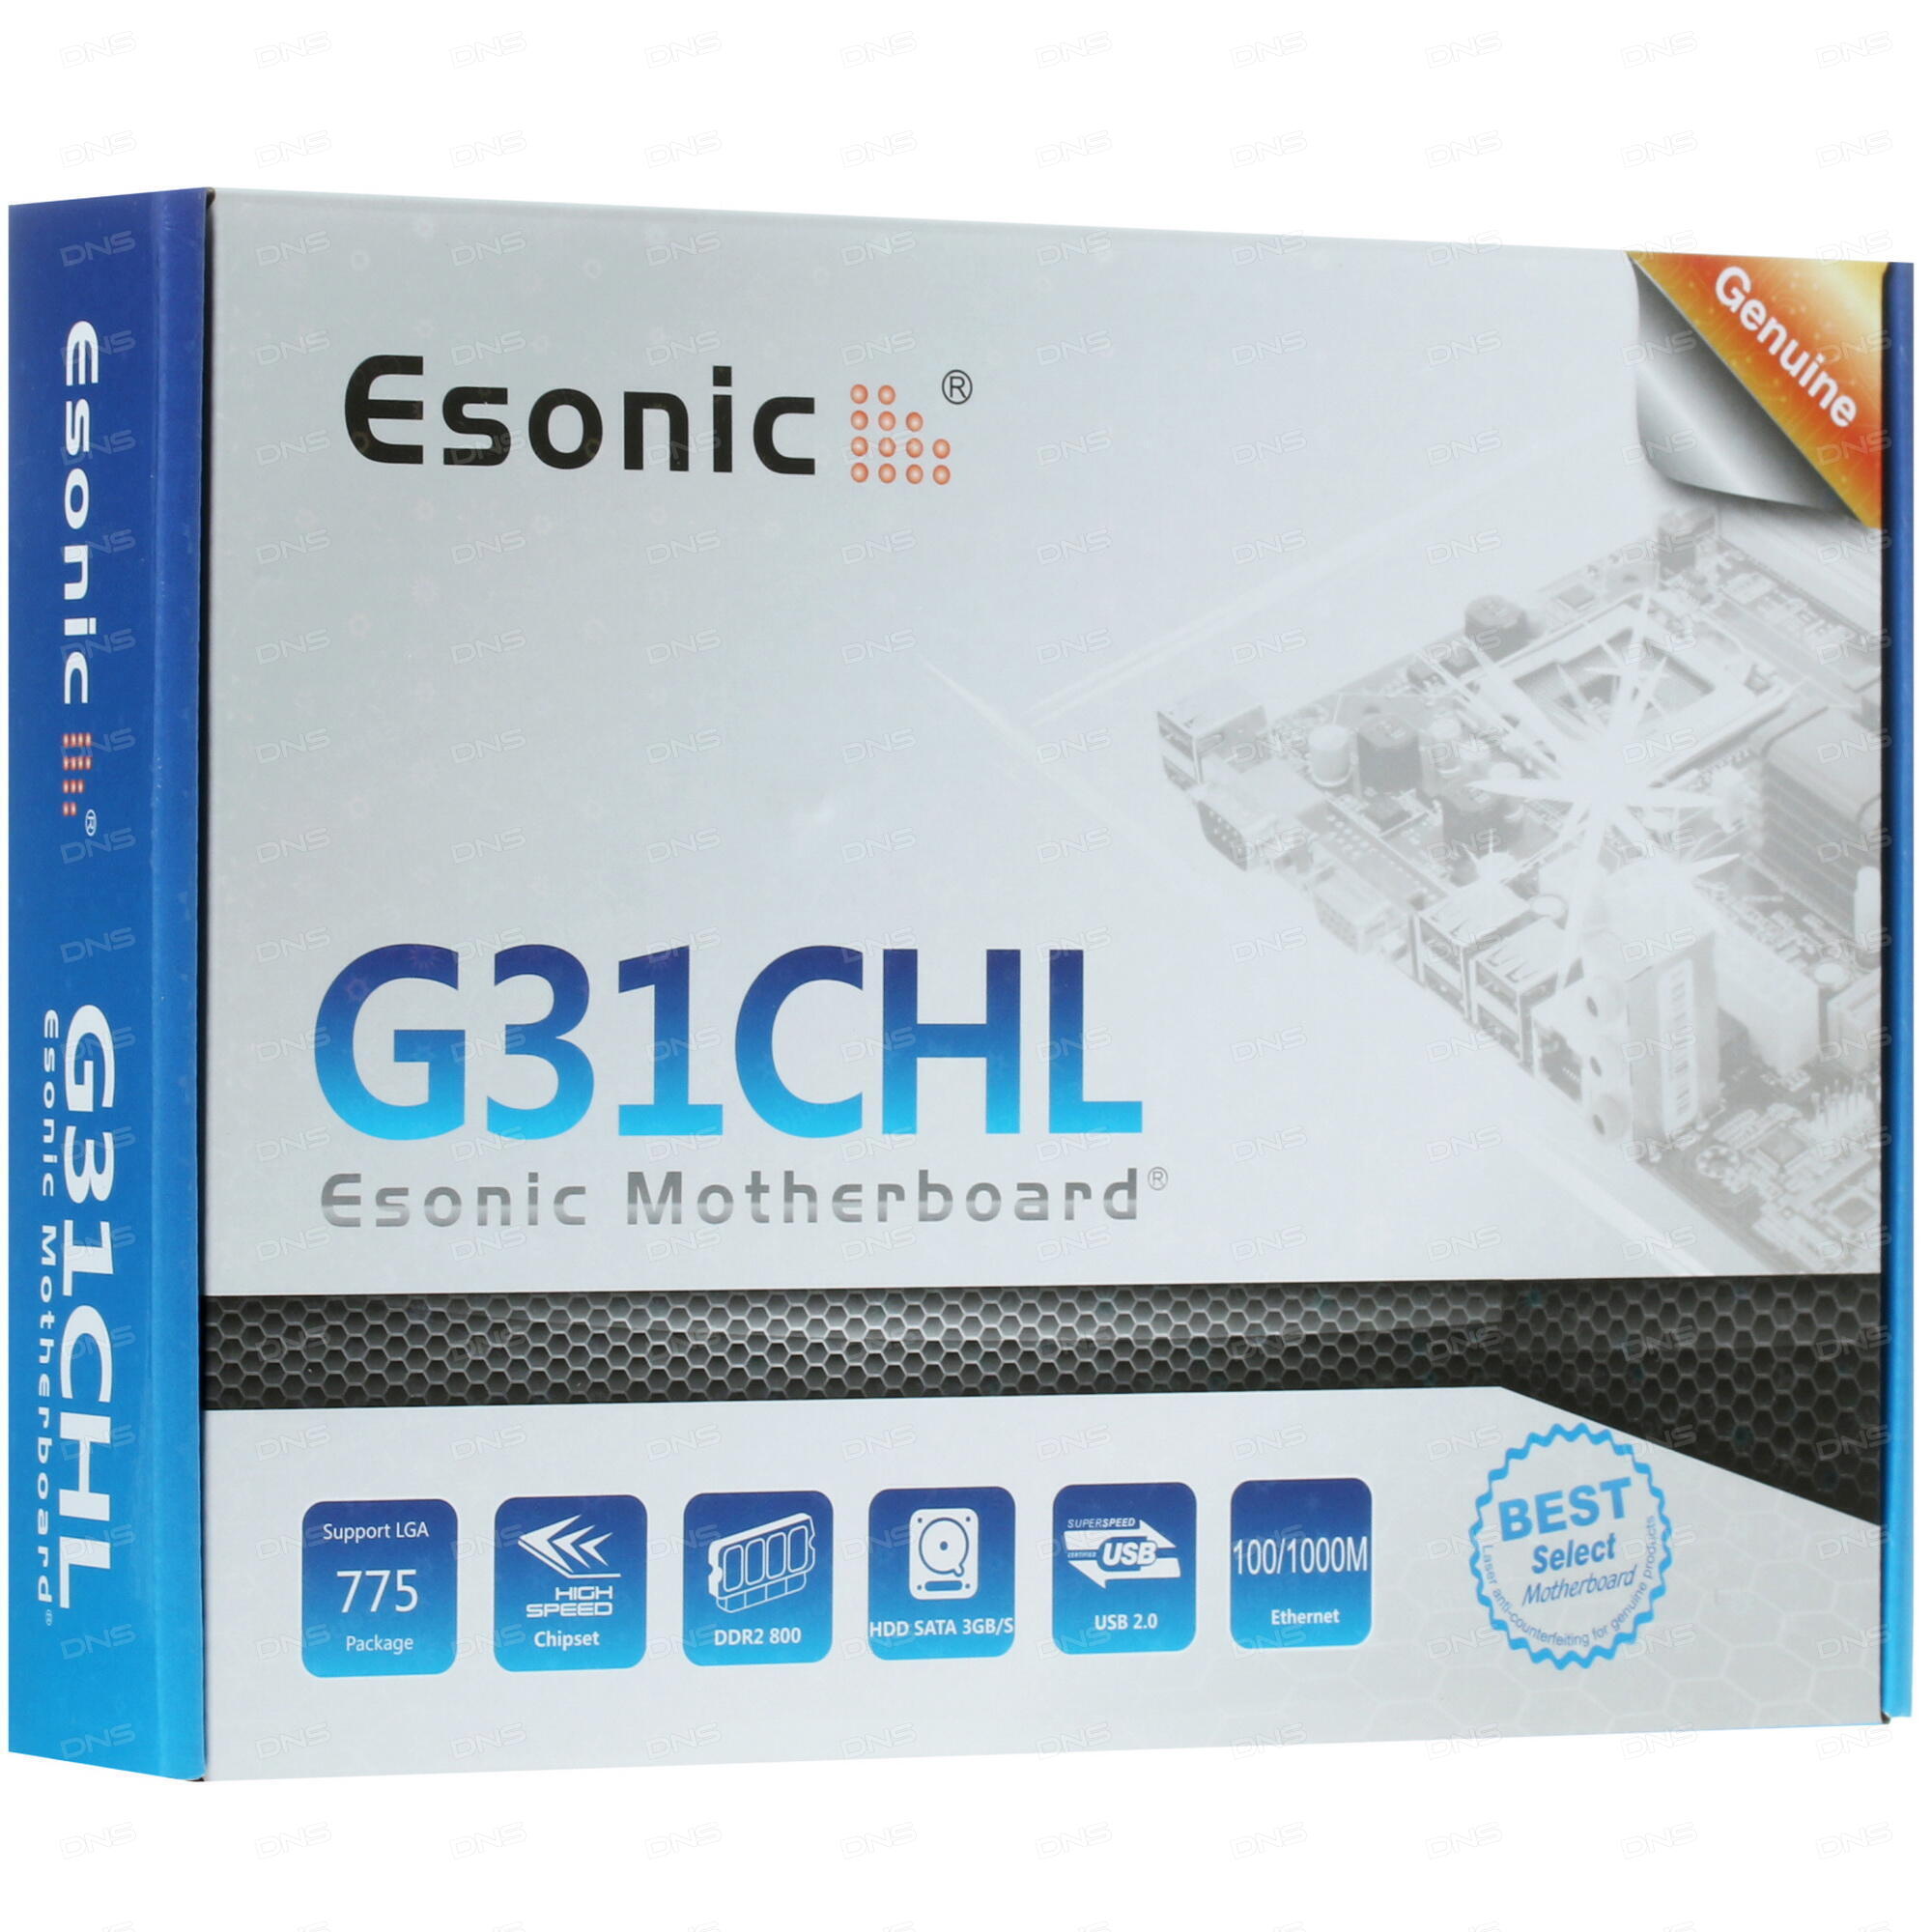 Esonic ®
G31CHL
Esonic Motherboard®
Esonic ®
Genuine
G31CHL
Esonic Motherboard®
Support LGA
775
Package
HIGH
SPEED
Chipset
DDR2 800
HDD SATA 3GB/S
SUPERSPEED
CERTIFIED USB
USB 2.0
100/1000M
Ethernet
BEST
Select
Motherboard
Laser anti-counterfeiting for genuine products
DNS